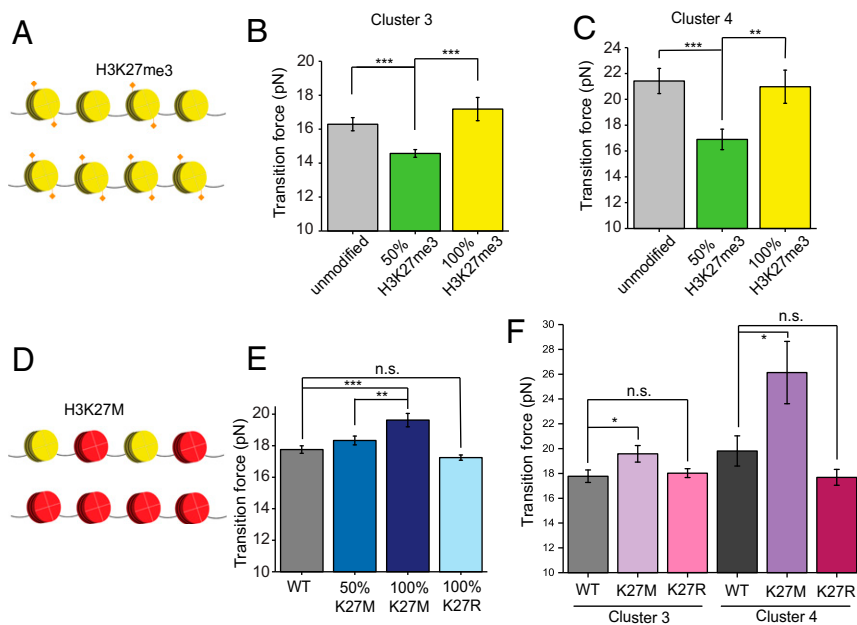 A
H3K27me3
B
Cluster 3
Transition force (pN)
18
16
14
12
10
***
***
unmodified
50%
H3K27me3
100%
H3K27me3
C
Cluster 4
Transition force (pN)
24
22
20
18
16
14
12
10
***
**
unmodified
50%
H3K27me3
100%
H3K27me3
D
H3K27M
E
Transition force (pN)
20
18
16
14
12
10
n.s.
***
**
WT
50%
K27M
100%
K27M
100%
K27R
F
Transition force (pN)
30
28
26
24
22
20
18
16
14
12
10
n.s.
*
n.s.
*
WT K27M K27R WT K27M K27R
Cluster 3 Cluster 4